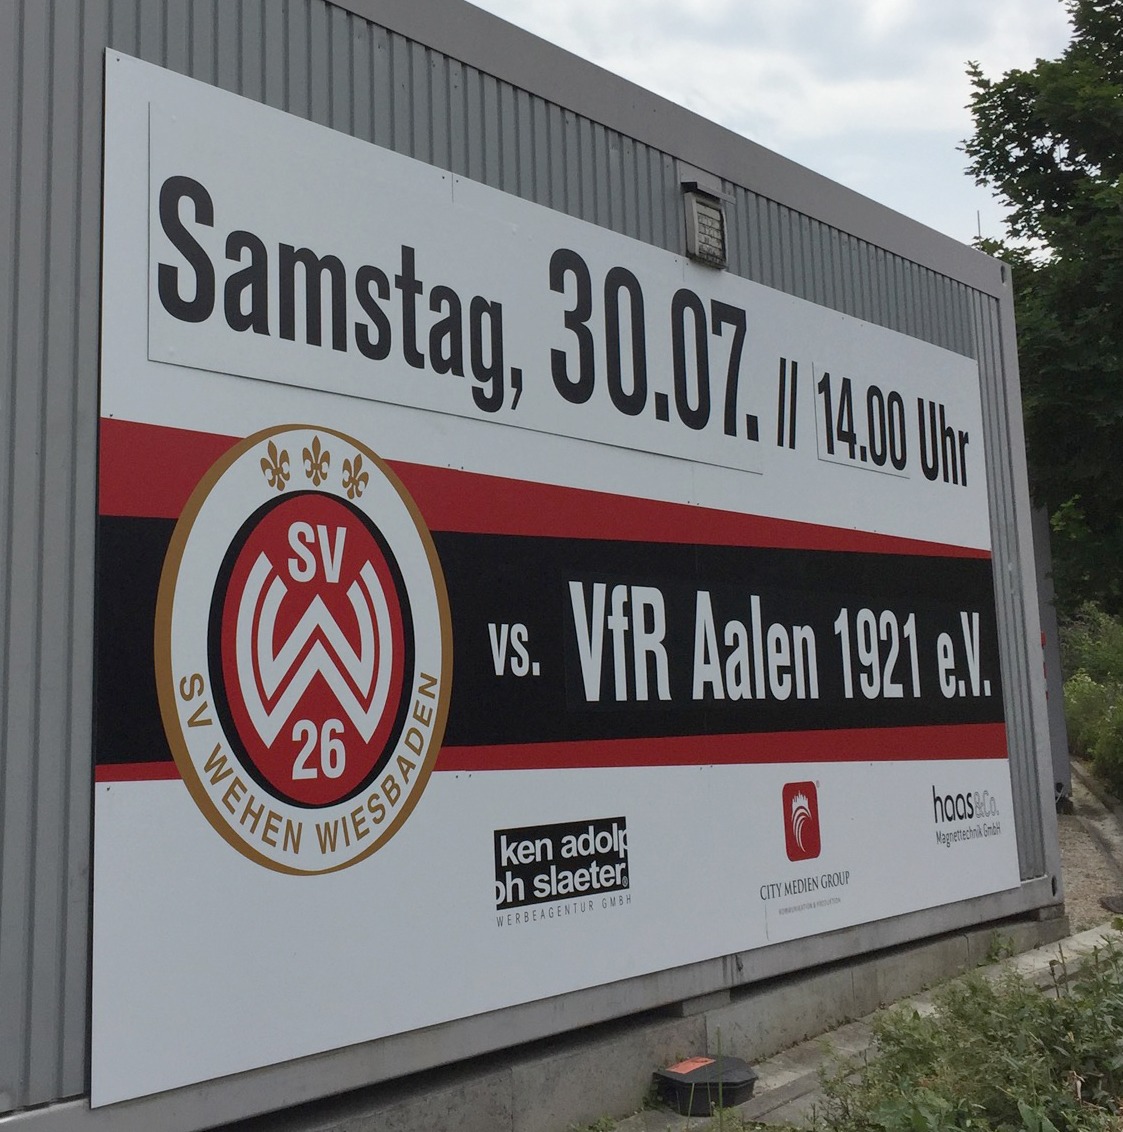 Samstag, 30.07. // 14.00 Uhr
SV
26
SV WEHEN WIESBADEN
vs. VfR Aalen 1921 e.V.
ken adolp
oh slaeter®
WERBEAGENTUR GMBH
CITY MEDIEN GROUP
haas&Co.
Magnettechnik GmbH